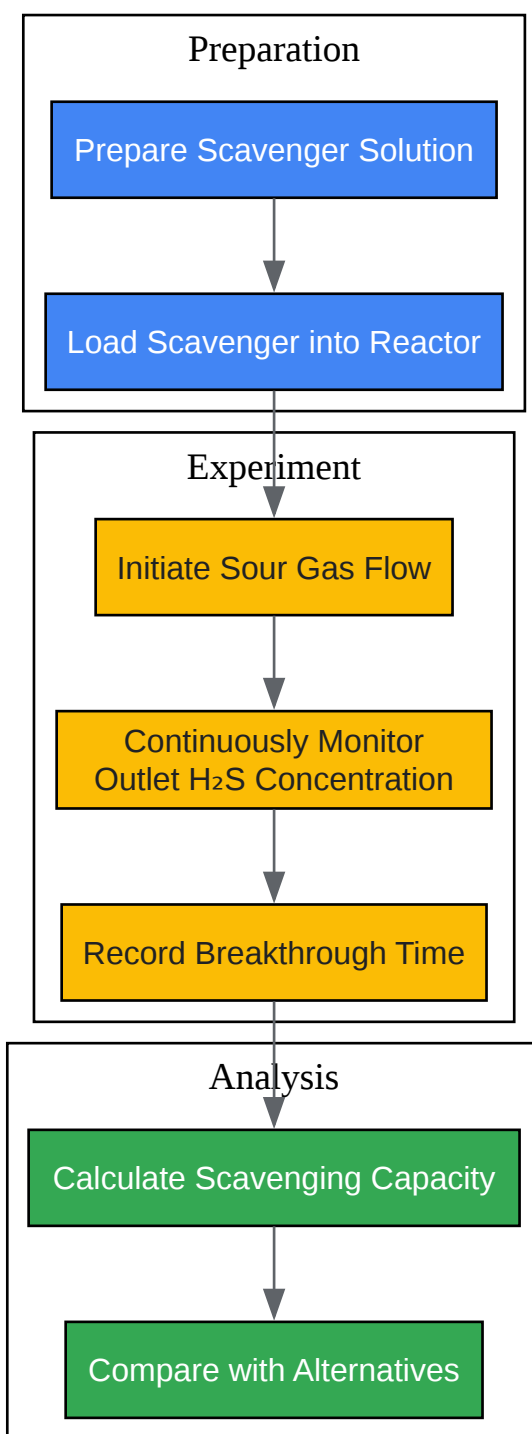 Preparation
Prepare Scavenger Solution
Load Scavenger into Reactor
Experiment
Initiate Sour Gas Flow
Continuously Monitor
Outlet H₂S Concentration
Record Breakthrough Time
Analysis
Calculate Scavenging Capacity
Compare with Alternatives